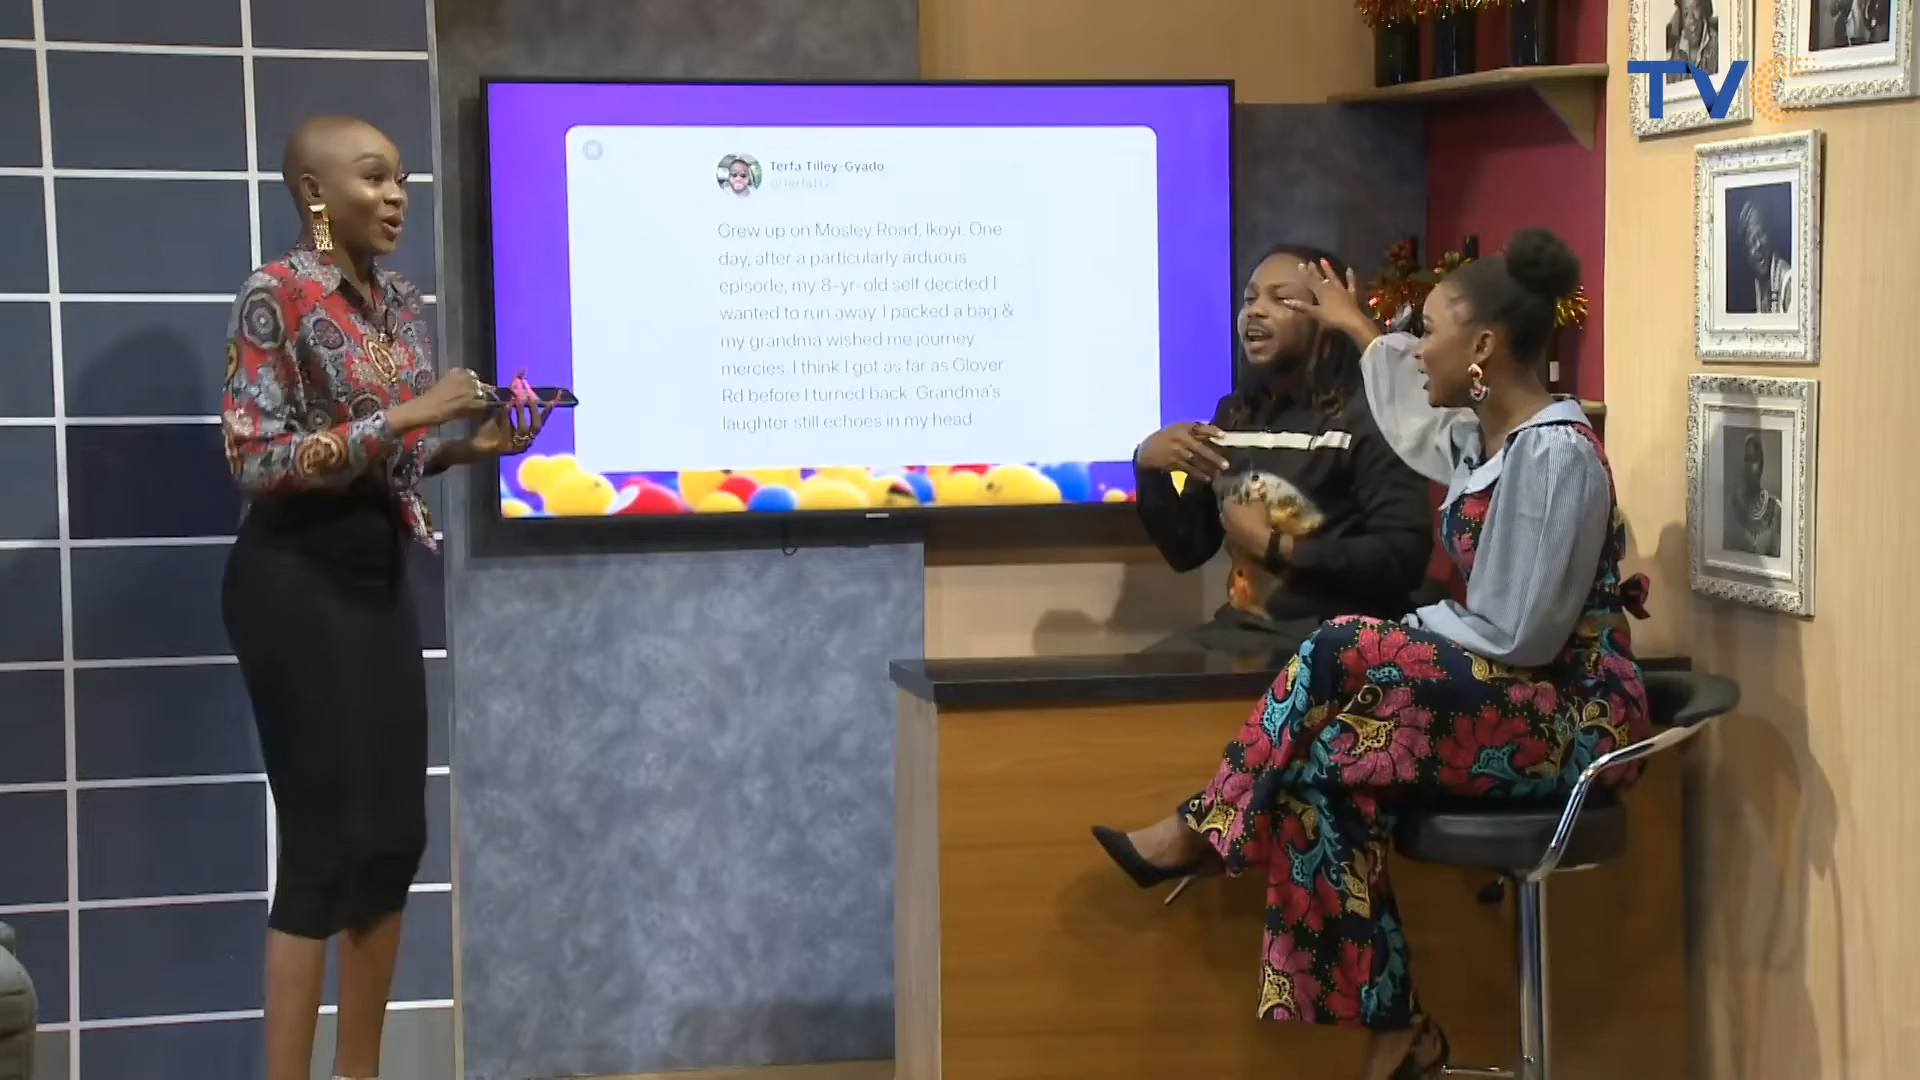 TVC
Terfa Tilley-Gyado
@TerfaTG
Grew up on Mosley Road, Ikoyi. One
day, after a particularly arduous
episode, my 8-yr-old self decided I
wanted to run away. I packed a bag &
my grandma wished me journey
mercies. I think I got as far as Glover
Rd before I turned back. Grandma's
laughter still echoes in my head.